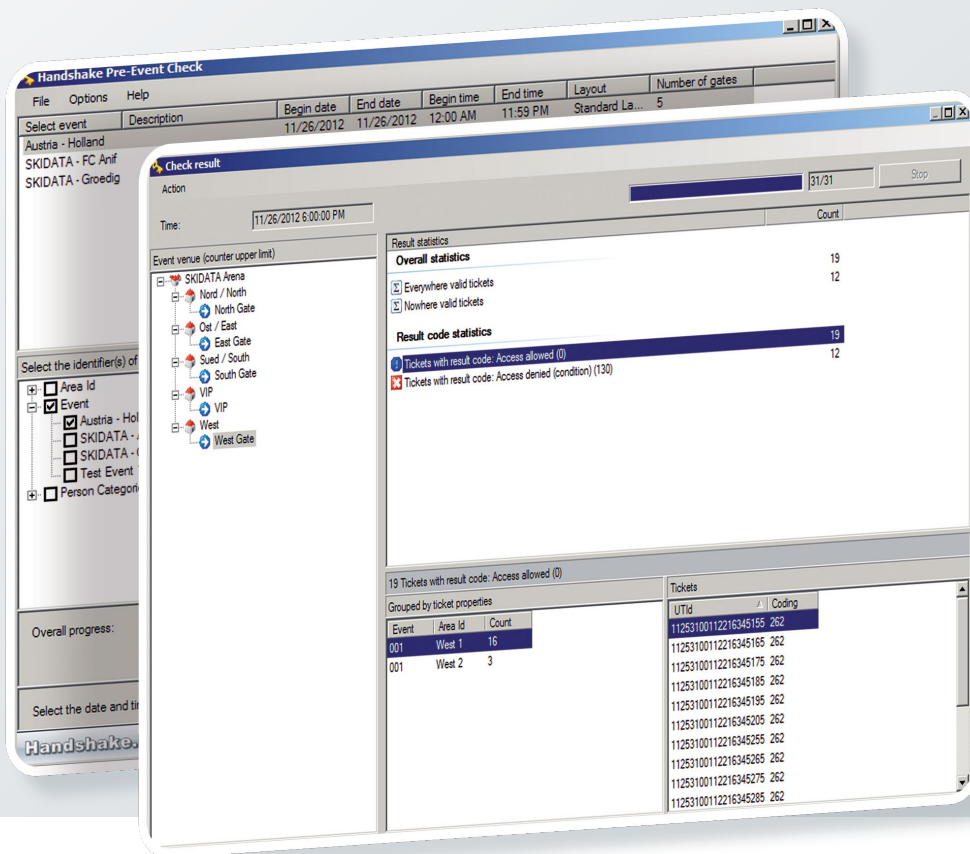 Handshake Pre-Event Check
File Options Help
Select event Description Begin date End date Begin time End time Layout Number of gates
Austria - Holland 11/26/2012 11/26/2012 12:00 AM 11:59 PM Standard La... 5
SKIDATA - FC Anif
SKIDATA - Groedig
Select the identifier(s) of
Area Id
Event
Austria - Hol
SKIDATA -
SKIDATA -
Test Event
Person Categori
Overall progress:
Select the date and ti
Handshake.
Check result
Action
31/31 Stop
Time: 11/26/2012 6:00:00 PM
Event venue (counter upper limit)
SKIDATA Arena
Nord / North
North Gate
Ost / East
East Gate
Sued / South
South Gate
VIP
VIP
West
West Gate
Result statistics Count
Overall statistics
Everywhere valid tickets 19
Nowhere valid tickets 12
Result code statistics
Tickets with result code: Access allowed (0) 19
Tickets with result code: Access denied (condition) (130) 12
19 Tickets with result code: Access allowed (0)
Grouped by ticket properties
Event Area Id Count
001 West 1 16
001 West 2 3
Tickets
UTId Coding
11253100112216345155 262
11253100112216345165 262
11253100112216345175 262
11253100112216345185 262
11253100112216345195 262
11253100112216345205 262
11253100112216345255 262
11253100112216345265 262
11253100112216345275 262
11253100112216345285 262